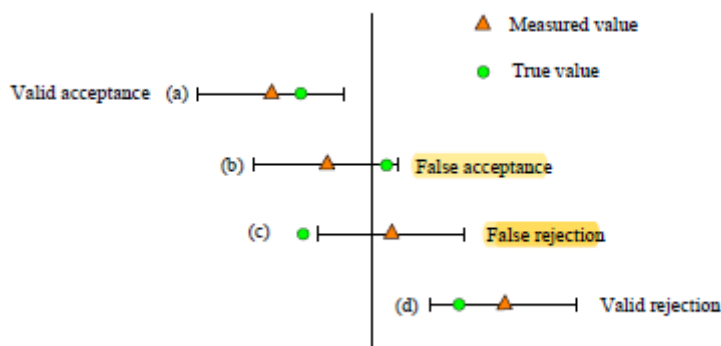 Measured value
True value
Valid acceptance (a)
(b) False acceptance
(c) False rejection
(d) Valid rejection